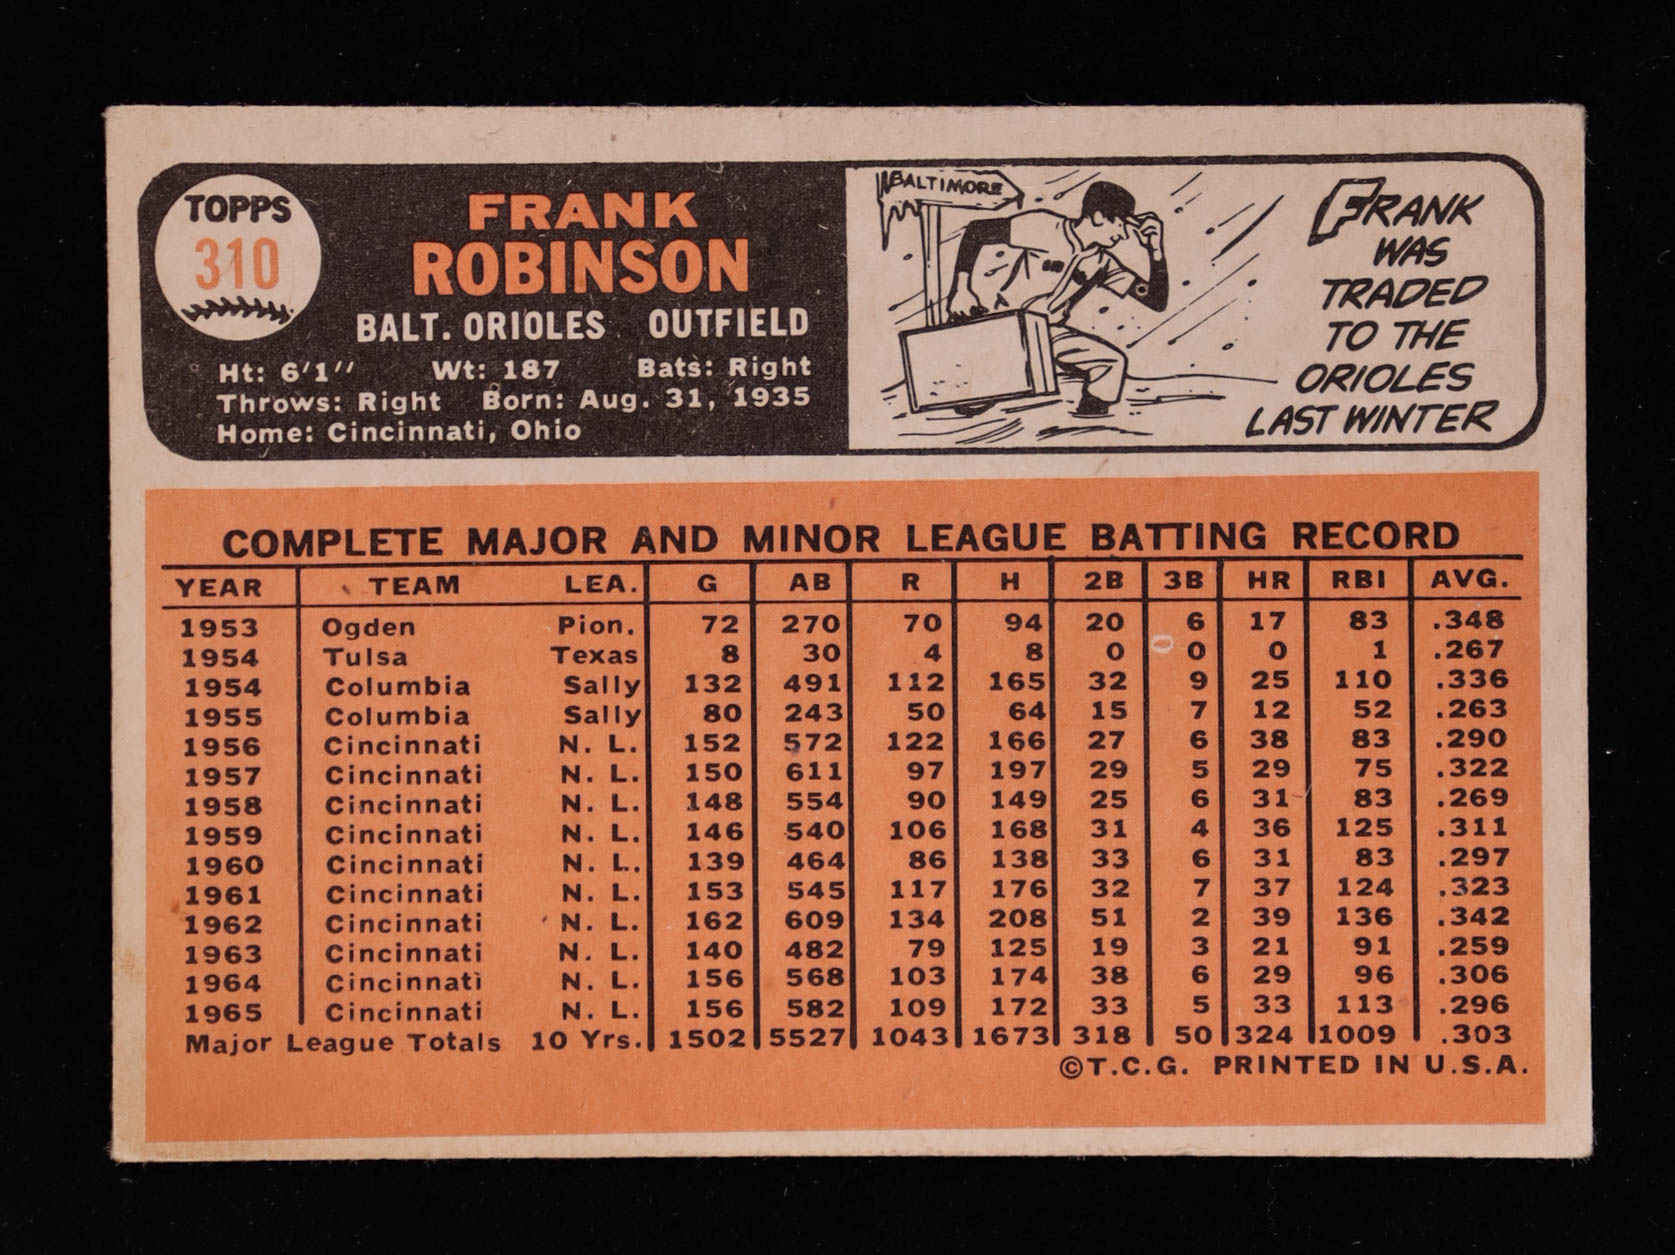 TOPPS
310
FRANK
ROBINSON
BALT. ORIOLES OUTFIELD
Ht: 6'1'' Wt: 187 Bats: Right
Throws: Right Born: Aug. 31, 1935
Home: Cincinnati, Ohio
BALTIMORE
FRANK
WAS
TRADED
TO THE
ORIOLES
LAST WINTER
COMPLETE MAJOR AND MINOR LEAGUE BATTING RECORD
YEAR TEAM LEA. G AB R H 2B 3B HR RBI AVG.
1953 Ogden Pion. 72 270 70 94 20 6 17 83 .348
1954 Tulsa Texas 8 30 4 8 0 0 0 1 .267
1954 Columbia Sally 132 491 112 165 32 9 25 110 .336
1955 Columbia Sally 80 243 50 64 15 7 12 52 .263
1956 Cincinnati N. L. 152 572 122 166 27 6 38 83 .290
1957 Cincinnati N. L. 150 611 97 197 29 5 29 75 .322
1958 Cincinnati N. L. 148 554 90 149 25 6 31 83 .269
1959 Cincinnati N. L. 146 540 106 168 31 4 36 125 .311
1960 Cincinnati N. L. 139 464 86 138 33 6 31 83 .297
1961 Cincinnati N. L. 153 545 117 176 32 7 37 124 .323
1962 Cincinnati N. L. 162 609 134 208 51 2 39 136 .342
1963 Cincinnati N. L. 140 482 79 125 19 3 21 91 .259
1964 Cincinnati N. L. 156 568 103 174 38 6 29 96 .306
1965 Cincinnati N. L. 156 582 109 172 33 5 33 113 .296
Major League Totals 10 Yrs. 1502 5527 1043 1673 318 50 324 1009 .303
©T.C.G. PRINTED IN U.S.A.